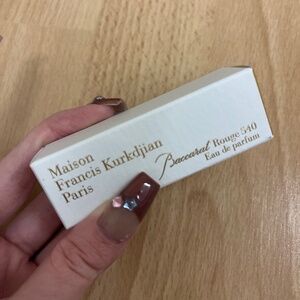 Maison
Francis Kurkdjian
Paris
Baccarat Rouge 540
Eau de parfum